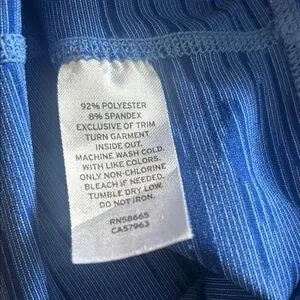 92% POLYESTER
8% SPANDEX
EXCLUSIVE OF TRIM
TURN GARMENT
INSIDE OUT.
MACHINE WASH COLD.
WITH LIKE COLORS.
ONLY NON-CHLORINE
BLEACH IF NEEDED.
TUMBLE DRY LOW.
DO NOT IRON.
RN58665
CA57963